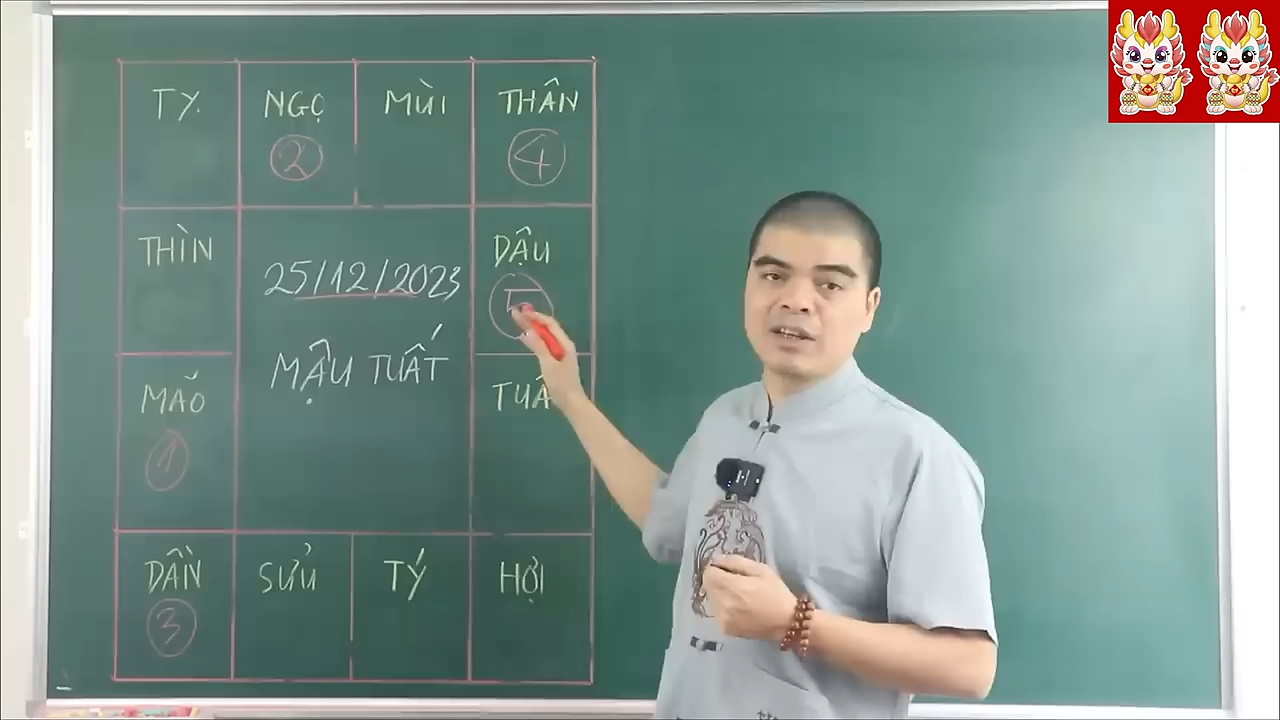 TỴ. NGỌ MÙI THÂN
2 4
THÌN DẬU
25/12/2023
5
MẬU TUẤT
MÃO TUẤ
1
DẦN SỬU TÝ HỢI
3